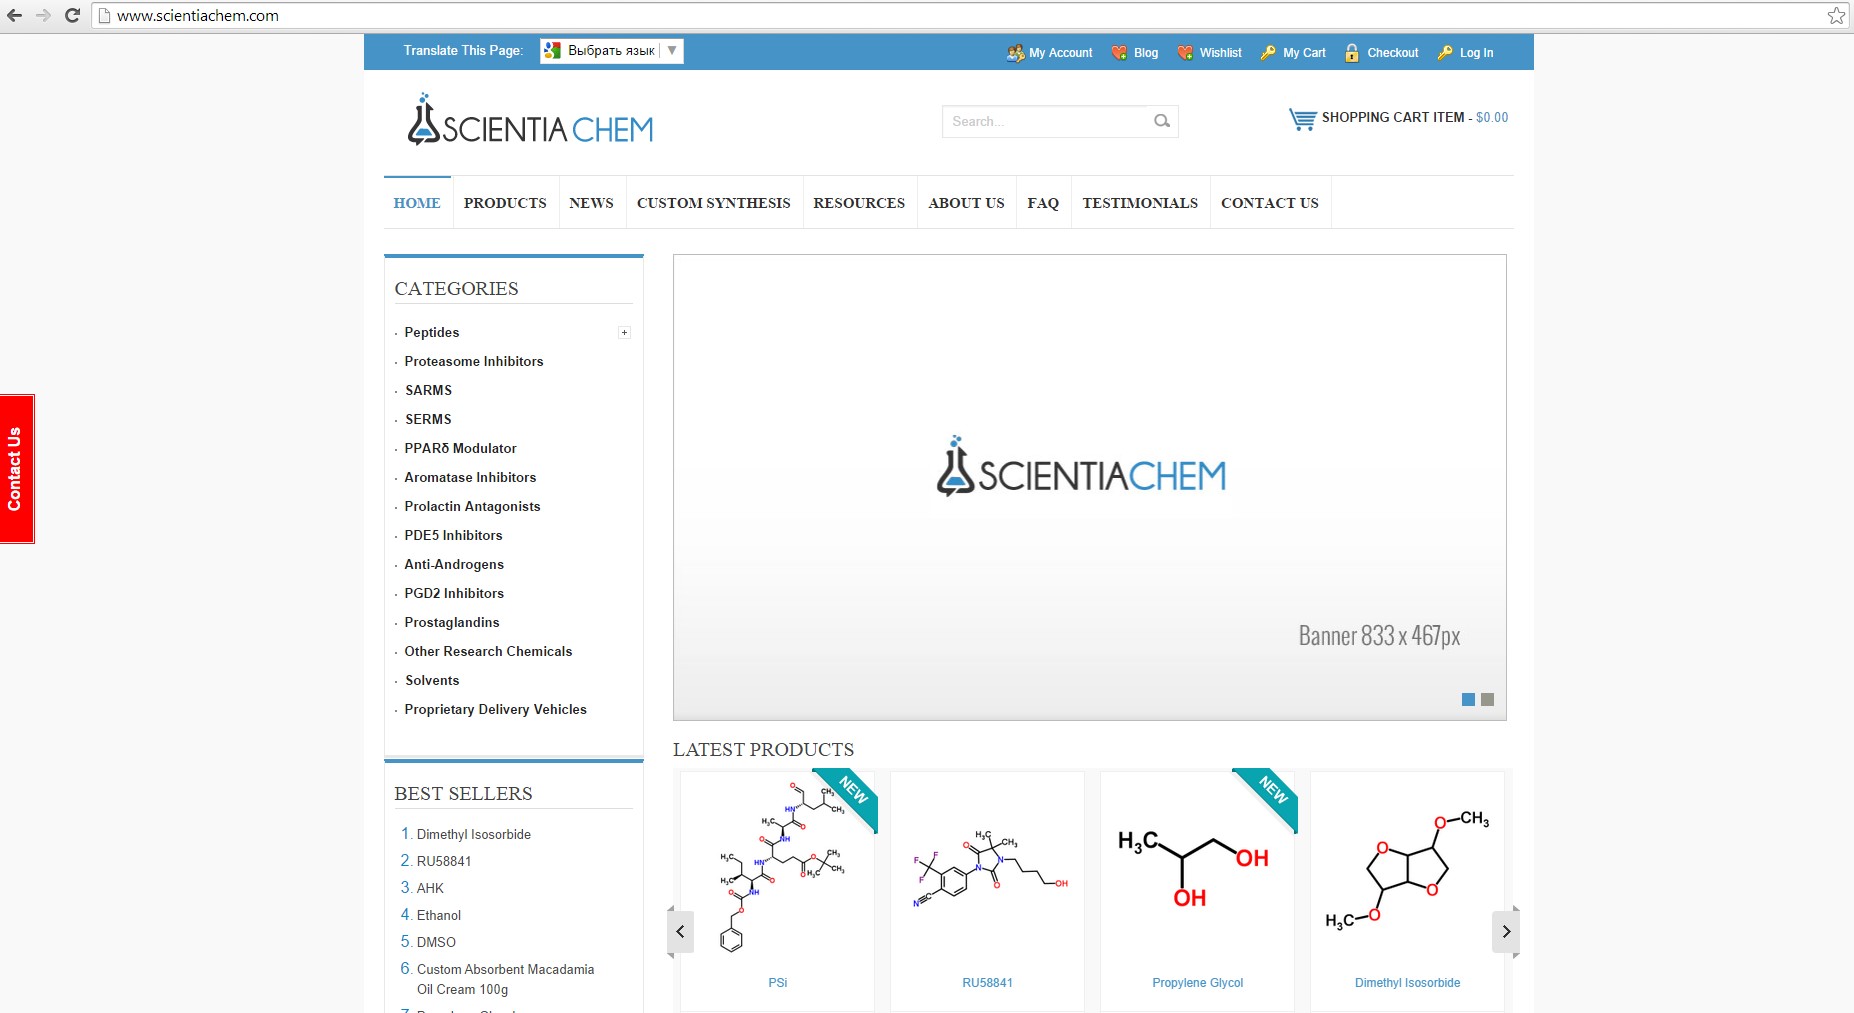 www.scientiachem.com
Translate This Page: Выбрать язык ▼
My Account Blog Wishlist My Cart Checkout Log In
SCIENTIA CHEM
Search...
SHOPPING CART ITEM - $0.00
HOME PRODUCTS NEWS CUSTOM SYNTHESIS RESOURCES ABOUT US FAQ TESTIMONIALS CONTACT US
Contact Us
CATEGORIES
Peptides +
Proteasome Inhibitors
SARMS
SERMS
PPARδ Modulator
Aromatase Inhibitors
Prolactin Antagonists
PDE5 Inhibitors
Anti-Androgens
PGD2 Inhibitors
Prostaglandins
Other Research Chemicals
Solvents
Proprietary Delivery Vehicles
SCIENTIACHEM
Banner 833 x 467px
BEST SELLERS
1. Dimethyl Isosorbide
2. RU58841
3. AHK
4. Ethanol
5. DMSO
6. Custom Absorbent Macadamia
Oil Cream 100g
LATEST PRODUCTS
NEW
PSi
RU58841
NEW
H₃C
OH
OH
Propylene Glycol
O CH₃
O
O
H₃C O
Dimethyl Isosorbide